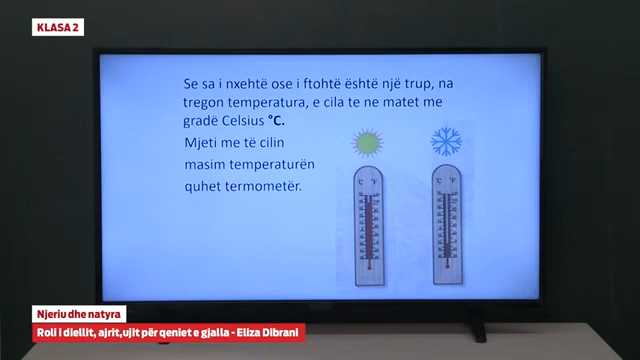 KLASA 2
Se sa i nxehtë ose i ftohtë është një trup, na
tregon temperatura, e cila te ne matet me
gradë Celsius °C.
Mjeti me të cilin
masim temperaturën
quhet termometër.
°C °F
°C °F
Njeriu dhe natyra
Roli i diellit, ajrit,ujit për qeniet e gjalla - Eliza Dibrani